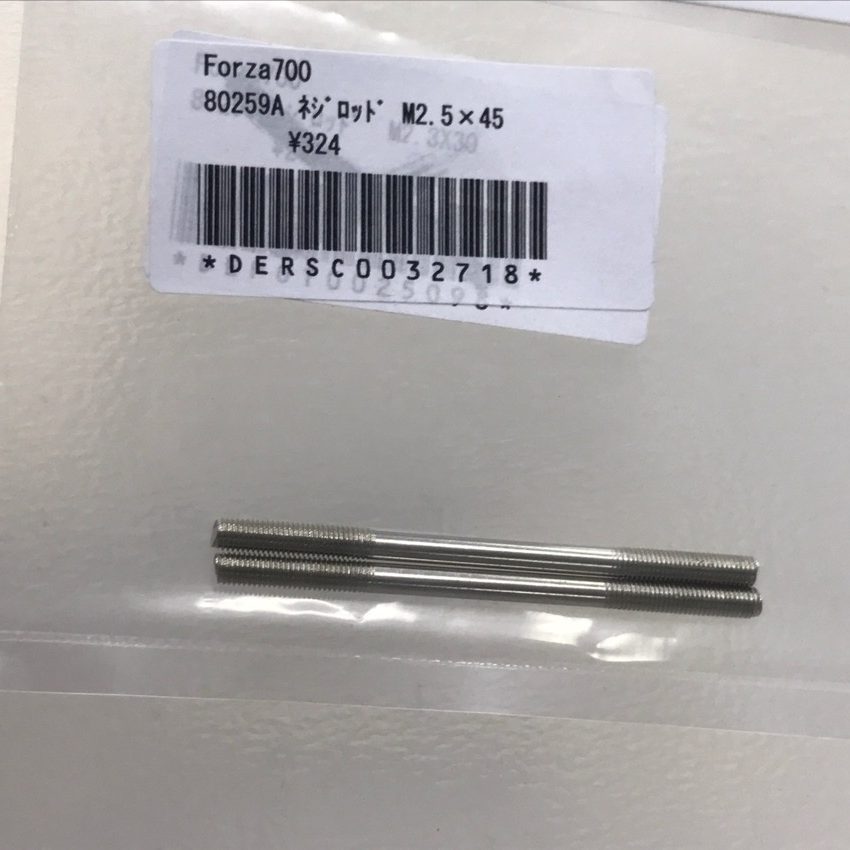 Forza700
80259A ﾈｼﾞﾛｯﾄﾞ M2.5×45
¥324
*DERSC0032718*